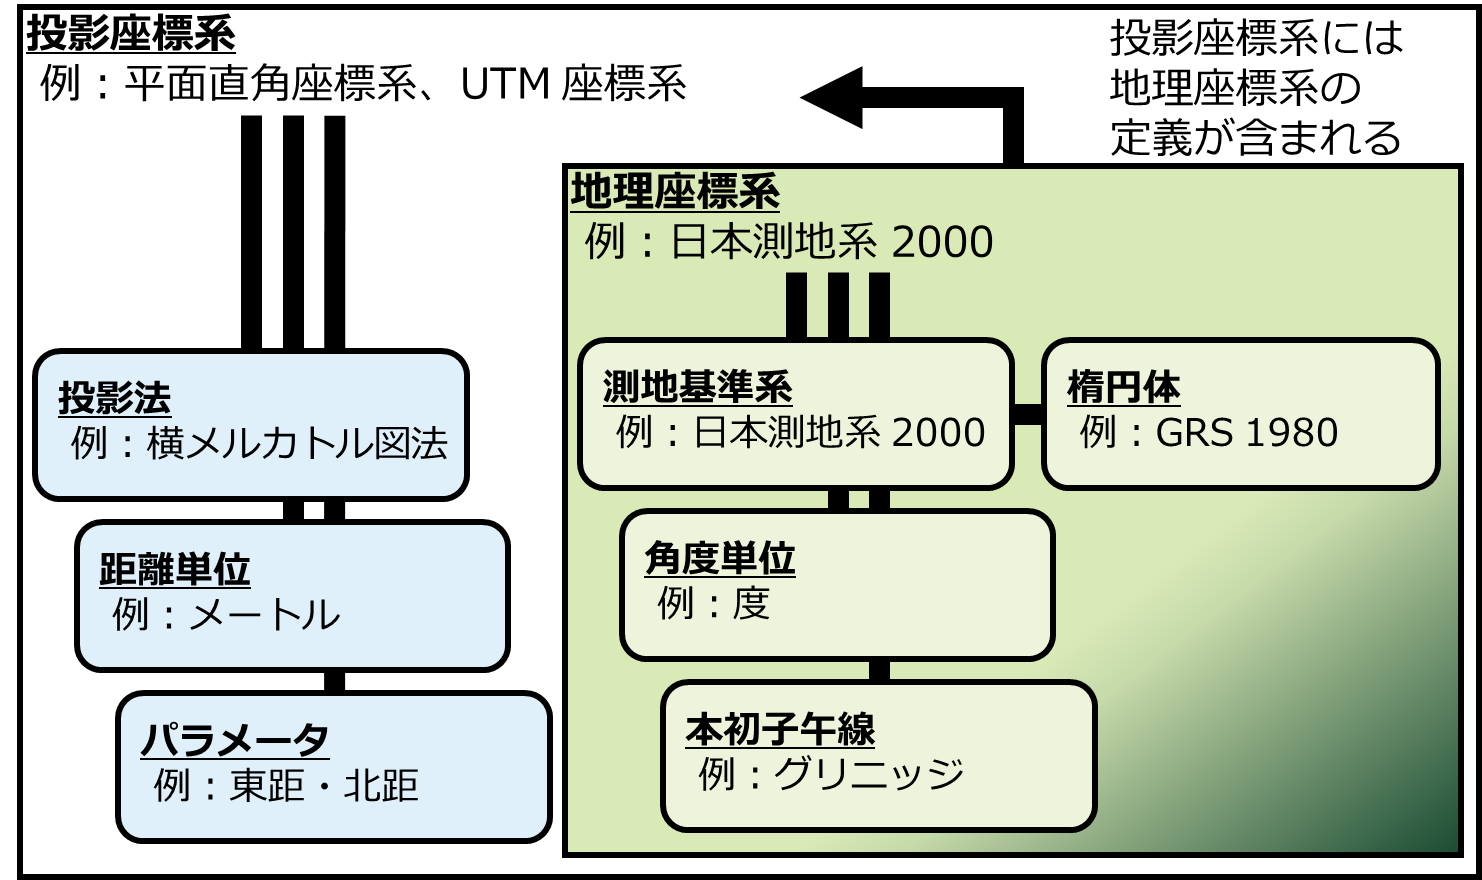 投影座標系
例：平面直角座標系、UTM 座標系
投影座標系には
地理座標系の
定義が含まれる
地理座標系
例：日本測地系 2000
投影法
例：横メルカトル図法
距離単位
例：メートル
パラメータ
例：東距・北距
測地基準系
例：日本測地系 2000
楕円体
例：GRS 1980
角度単位
例：度
本初子午線
例：グリニッジ